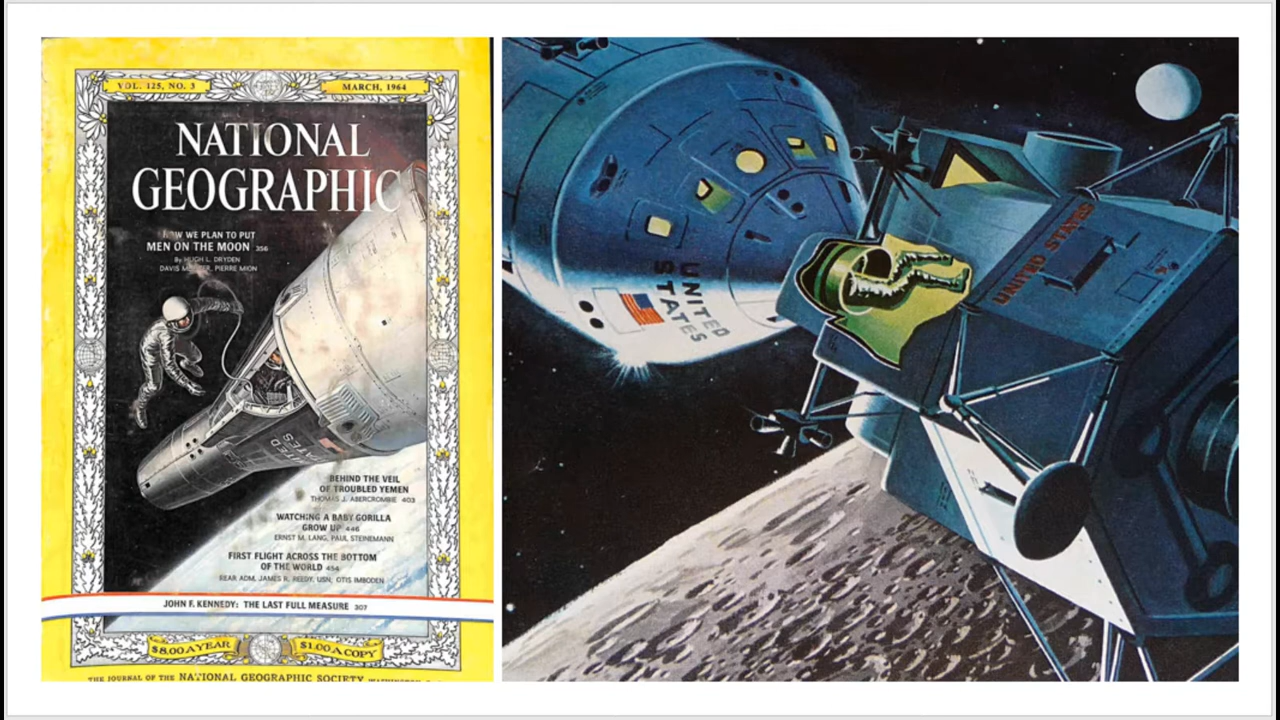 VOL. 125, NO. 3
MARCH, 1964
NATIONAL
GEOGRAPHIC
WE PLAN TO PUT
MEN ON THE MOON 356
By HUGH L. DRYDEN
DAVIS PIERRE MION
BEHIND THE VEIL
OF TROUBLED YEMEN
THOMAS J. ABERCROMBIE 403
WATCHING A BABY GORILLA
GROW UP 446
ERNST M. LANG, PAUL STEINEMANN
FIRST FLIGHT ACROSS THE BOTTOM
OF THE WORLD 454
REAR ADM. JAMES R. REEDY, USN, OTIS IMBODEN
JOHN F. KENNEDY: THE LAST FULL MEASURE 307
$8.00 A YEAR
$1.00 A COPY
THE JOURNAL OF THE NATIONAL GEOGRAPHIC SOCIETY
UNITED
STATES
UNITED STATES